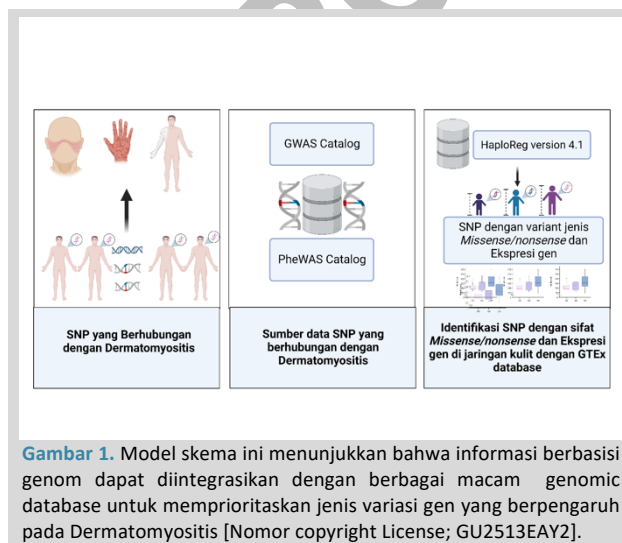 GWAS Catalog
PheWAS Catalog
HaploReg version 4.1
SNP dengan variant jenis
Missense/nonsense dan
Ekspresi gen
SNP yang Berhubungan
dengan Dermatomyositis
Sumber data SNP yang
berhubungan dengan
Dermatomyositis
Identifikasi SNP dengan sifat
Missense/nonsense dan Ekspresi
gen di jaringan kulit dengan GTEx
database
Gambar 1. Model skema ini menunjukkan bahwa informasi berbasisi
genom dapat diintegrasikan dengan berbagai macam genomic
database untuk memprioritaskan jenis variasi gen yang berpengaruh
pada Dermatomyositis [Nomor copyright License; GU2513EAY2].